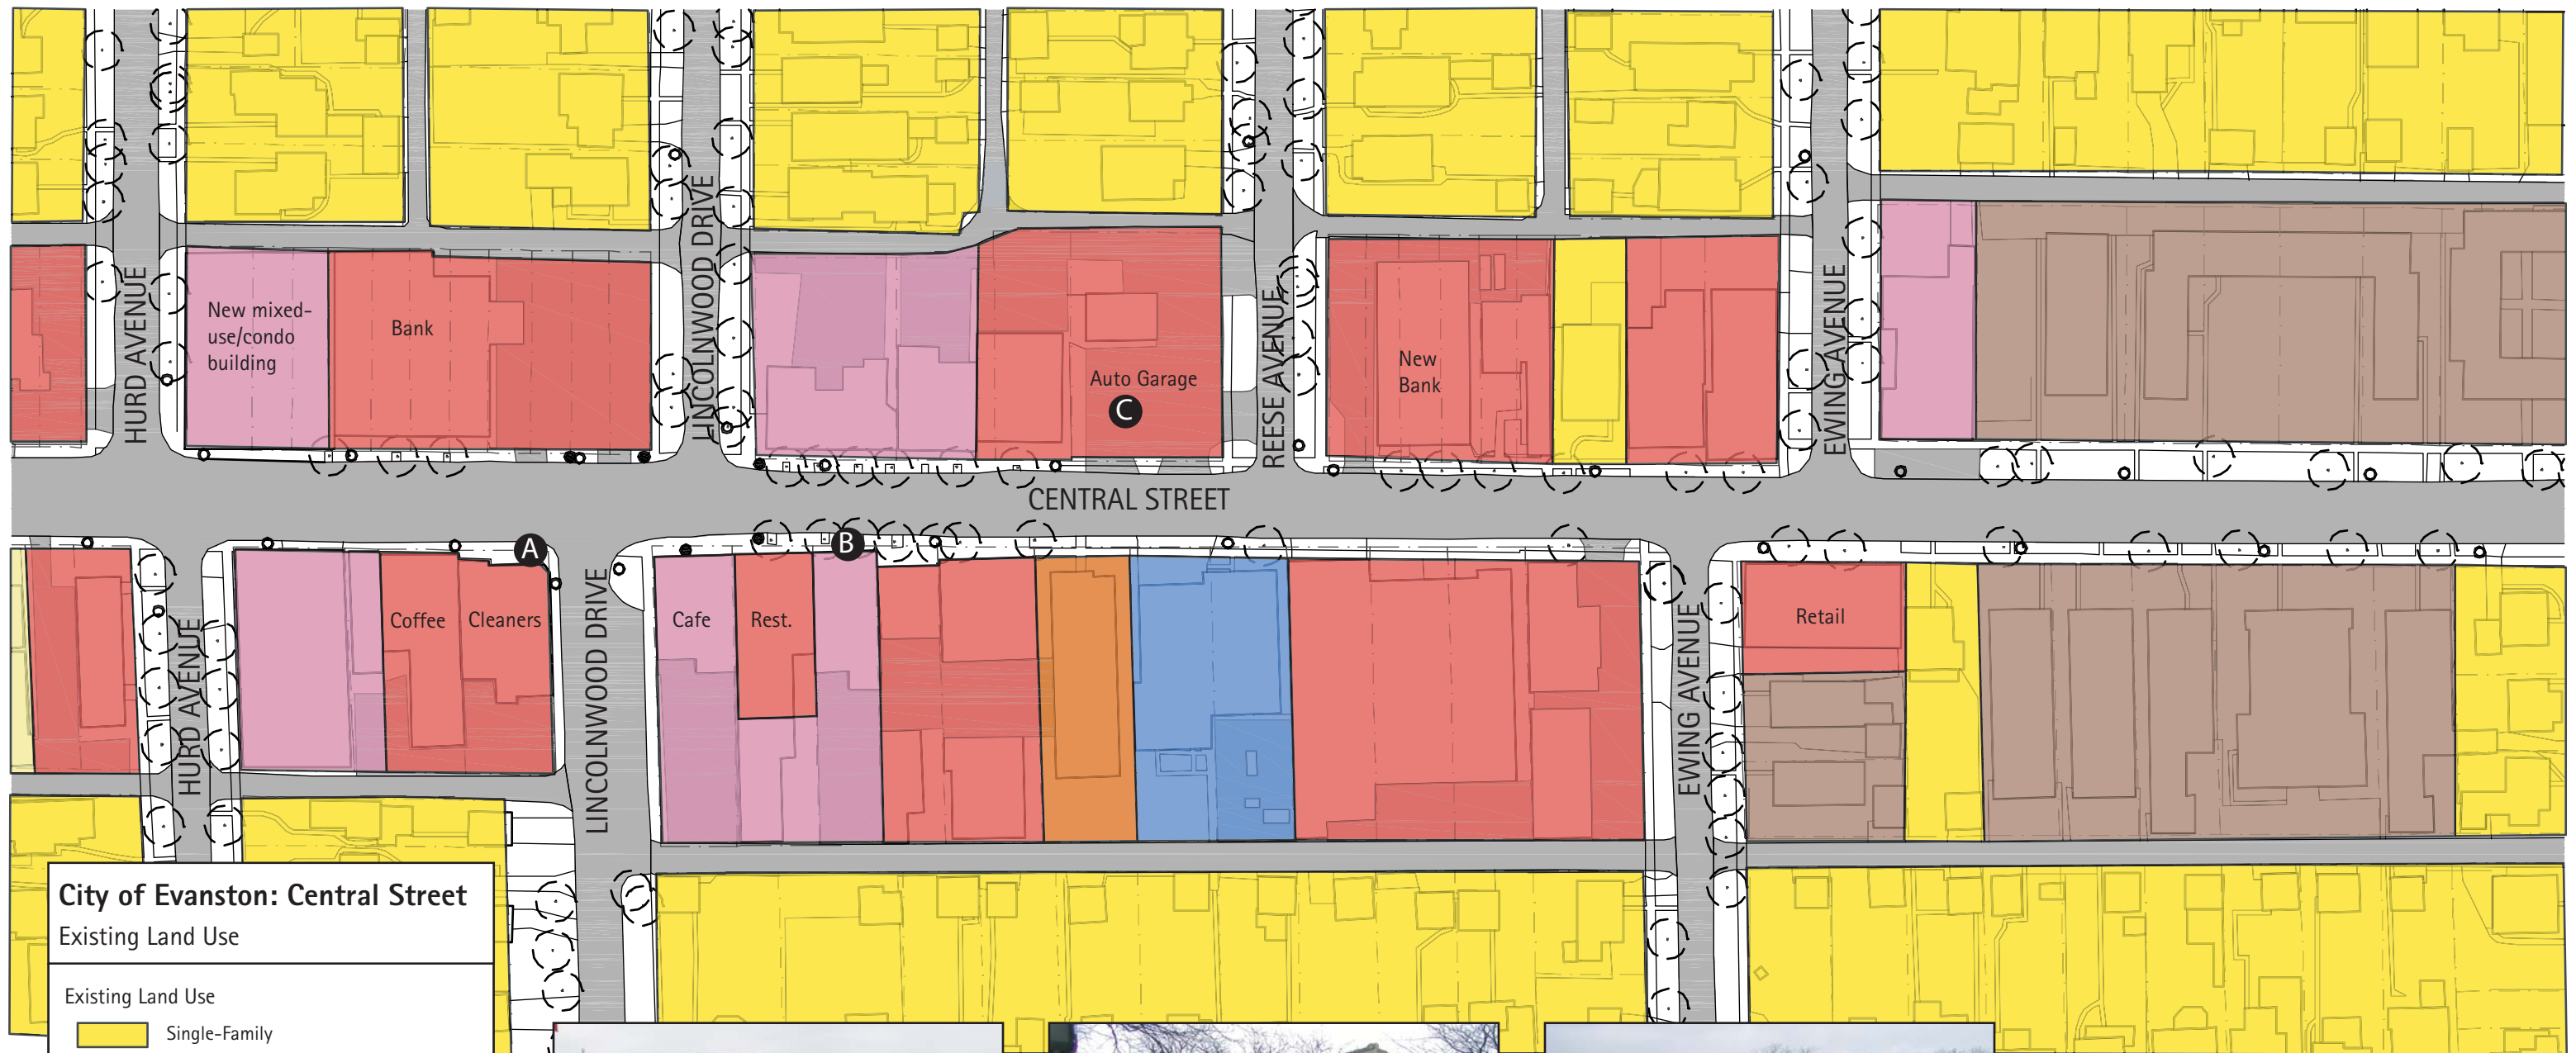 HURD AVENUE
LINCOLNWOOD DRIVE
REESE AVENUE
EWING AVENUE
New mixed-
use/condo
building
Bank
Auto Garage
C
New
Bank
CENTRAL STREET
A
B
HURD AVENUE
Coffee
Cleaners
LINCOLNWOOD DRIVE
Cafe
Rest.
EWING AVENUE
Retail
City of Evanston: Central Street
Existing Land Use
Existing Land Use
Single-Family